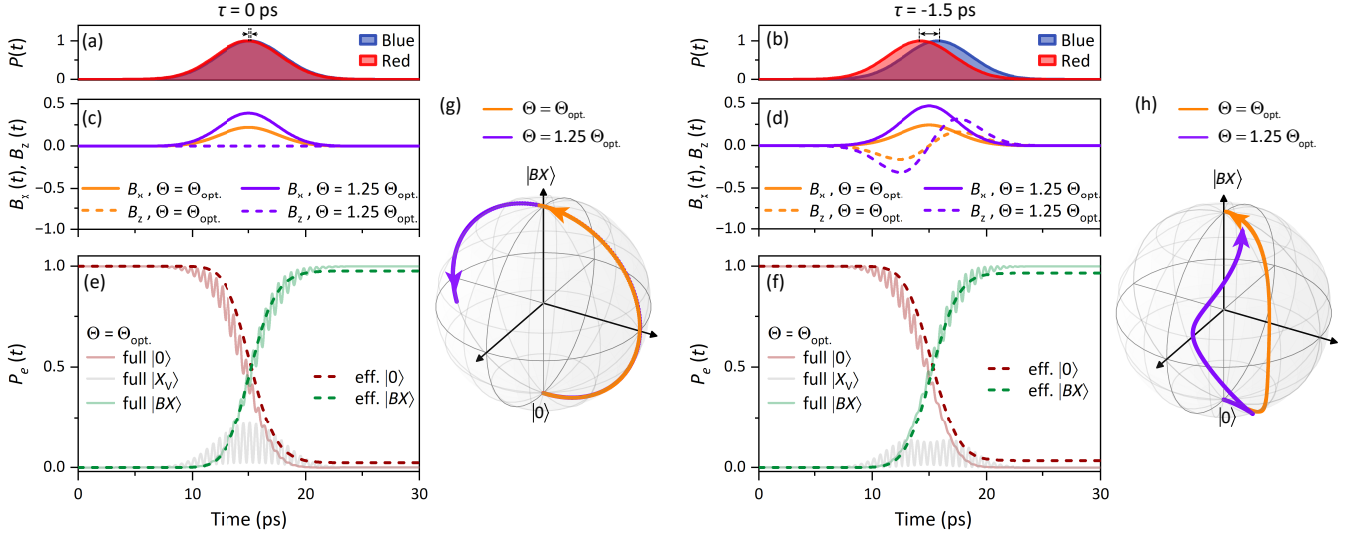 τ = 0 ps
(a)
Blue
Red
P(t)
1
0
(c)
B_x (t), B_z (t)
0.5
0.0
−0.5
−1.0
B_x , Θ = Θ_opt.
B_x , Θ = 1.25 Θ_opt.
B_z , Θ = Θ_opt.
B_z , Θ = 1.25 Θ_opt.
(e)
P_e (t)
1.0
0.5
0.0
Θ = Θ_opt.
full |0⟩
full |X_V⟩
full |BX⟩
eff. |0⟩
eff. |BX⟩
0
10
20
30
Time (ps)
(g)
Θ = Θ_opt.
Θ = 1.25 Θ_opt.
|BX⟩
|0⟩
τ = -1.5 ps
(b)
Blue
Red
P(t)
1
0
(d)
B_x (t), B_z (t)
0.5
0.0
−0.5
−1.0
B_x , Θ = Θ_opt.
B_x , Θ = 1.25 Θ_opt.
B_z , Θ = Θ_opt.
B_z , Θ = 1.25 Θ_opt.
(f)
P_e (t)
1.0
0.5
0.0
Θ = Θ_opt.
full |0⟩
full |X_V⟩
full |BX⟩
eff. |0⟩
eff. |BX⟩
0
10
20
30
Time (ps)
(h)
Θ = Θ_opt.
Θ = 1.25 Θ_opt.
|BX⟩
|0⟩